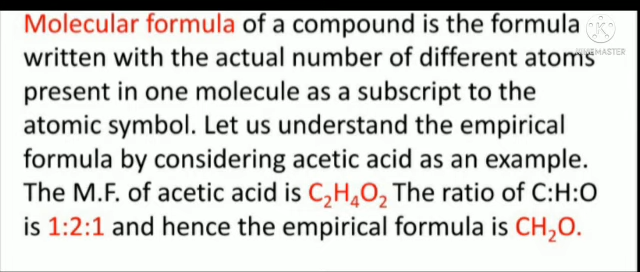 Molecular formula of a compound is the formula
written with the actual number of different atoms
present in one molecule as a subscript to the
atomic symbol. Let us understand the empirical
formula by considering acetic acid as an example.
The M.F. of acetic acid is C₂H₄O₂ The ratio of C:H:O
is 1:2:1 and hence the empirical formula is CH₂O.